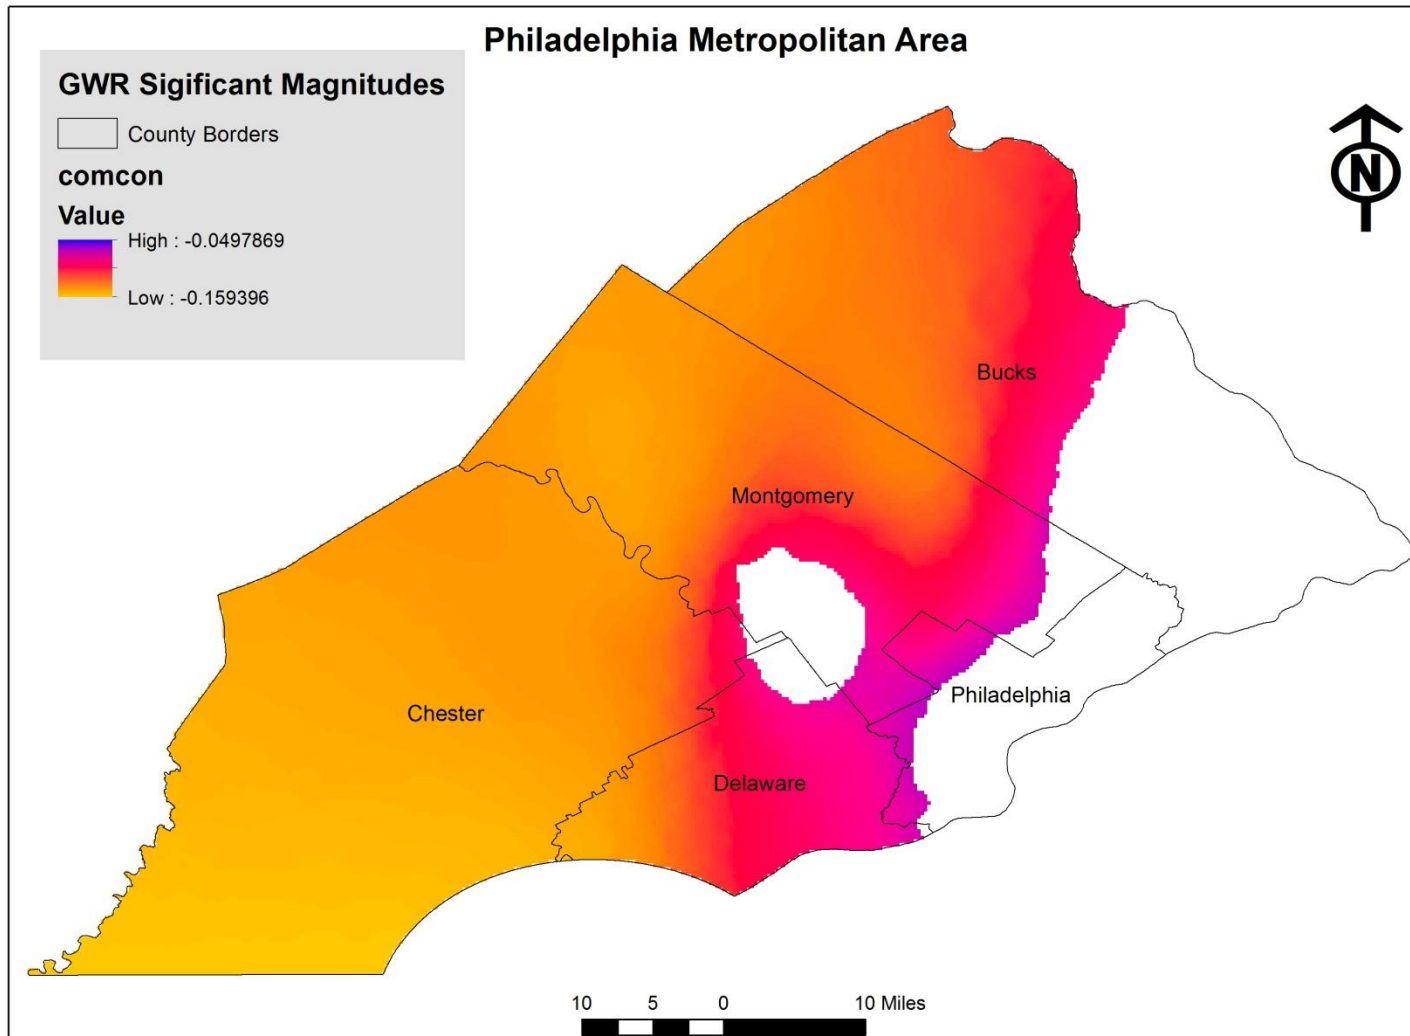 Philadelphia Metropolitan Area
GWR Sigificant Magnitudes
County Borders
comcon
Value
High : -0.0497869
Low : -0.159396
N
Bucks
Montgomery
Philadelphia
Chester
Delaware
10 5 0 10 Miles